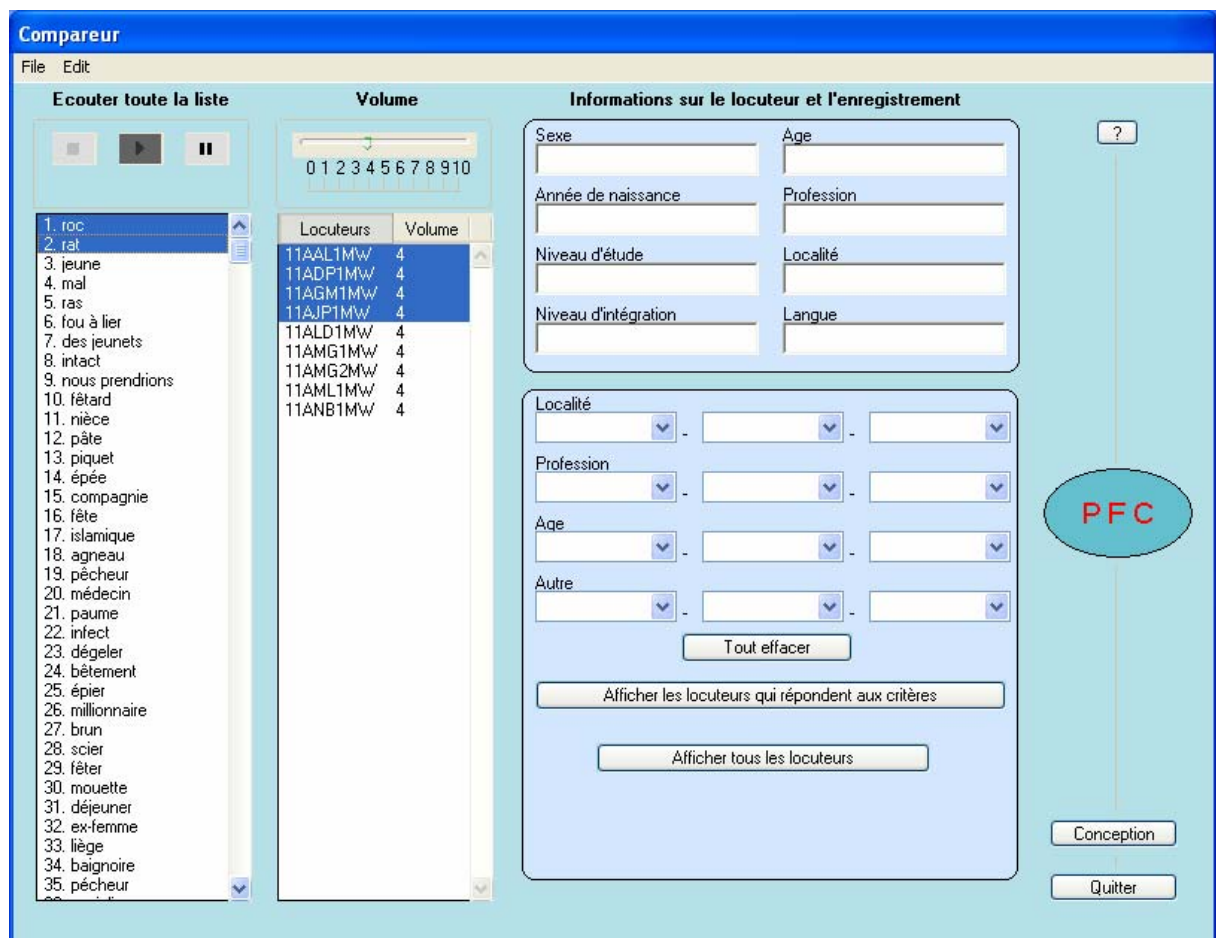 Compareur
File Edit
Ecouter toute la liste
Volume
Informations sur le locuteur et l'enregistrement
0 1 2 3 4 5 6 7 8 9 10
1. roc
2. rat
3. jeune
4. mal
5. ras
6. fou à lier
7. des jeunets
8. intact
9. nous prendrions
10. fêtard
11. nièce
12. pâte
13. piquet
14. épée
15. compagnie
16. fête
17. islamique
18. agneau
19. pêcheur
20. médecin
21. paume
22. infect
23. dégeler
24. bêtement
25. épier
26. millionnaire
27. brun
28. scier
29. fêter
30. mouette
31. déjeuner
32. ex-femme
33. liège
34. baignoire
35. pécheur
Locuteurs Volume
11AAL1MW 4
11ADP1MW 4
11AGM1MW 4
11AJP1MW 4
11ALD1MW 4
11AMG1MW 4
11AMG2MW 4
11AML1MW 4
11ANB1MW 4
Sexe Age
Année de naissance Profession
Niveau d'étude Localité
Niveau d'intégration Langue
Localité
- -
Profession
- -
Age
- -
Autre
- -
Tout effacer
Afficher les locuteurs qui répondent aux critères
Afficher tous les locuteurs
?
PFC
Conception
Quitter